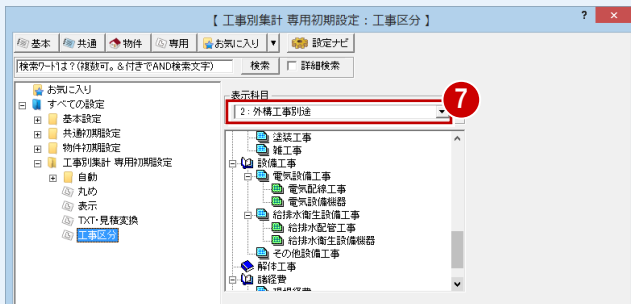 【 工事別集計 専用初期設定：工事区分 】
? ×
基本 共通 物件 専用 お気に入り ▼ 設定ナビ
検索ワードは？(複数可。＆付きでAND検索文字) 検索 詳細検索
お気に入り
すべての設定
基本設定
共通初期設定
物件初期設定
工事別集計 専用初期設定
自動
丸め
表示
TXT・見積変換
工事区分
表示科目
7
2：外構工事別途
塗装工事
雑工事
設備工事
電気設備工事
電気配線工事
電気設備機器
給排水衛生設備工事
給排水配管工事
給排水衛生設備機器
その他設備工事
解体工事
諸経費